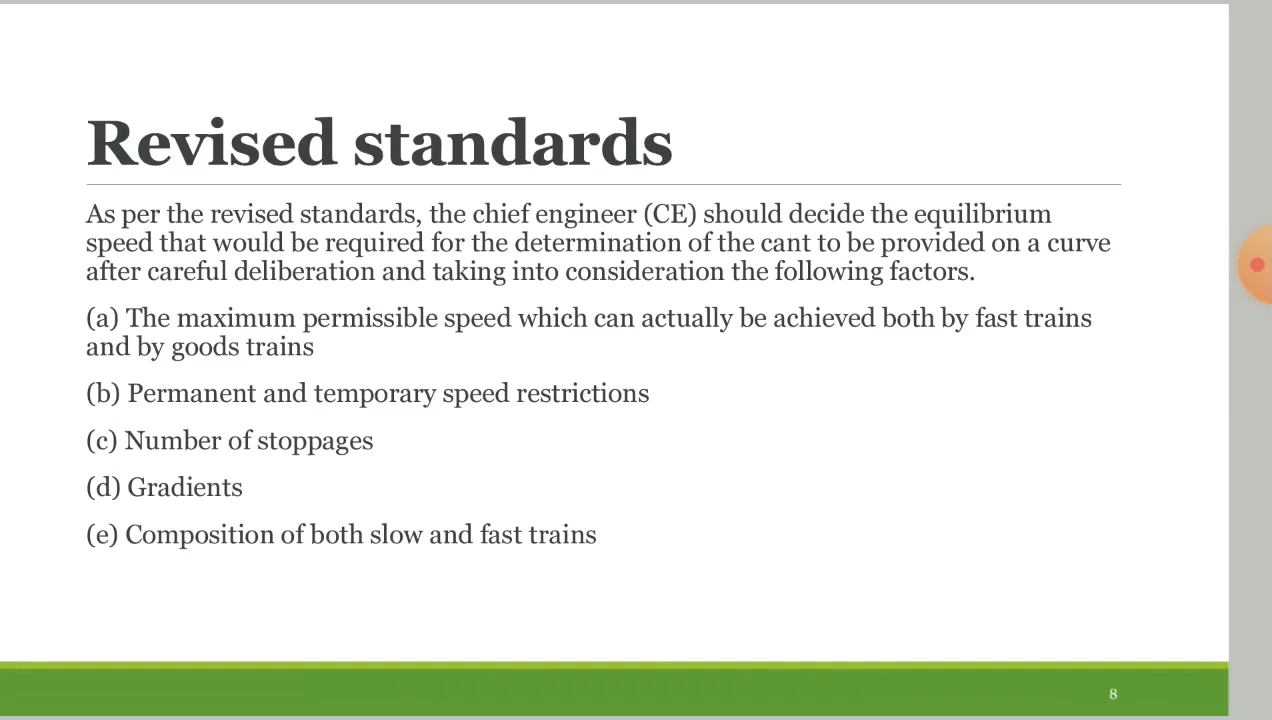 Revised standards
As per the revised standards, the chief engineer (CE) should decide the equilibrium
speed that would be required for the determination of the cant to be provided on a curve
after careful deliberation and taking into consideration the following factors.
(a) The maximum permissible speed which can actually be achieved both by fast trains
and by goods trains
(b) Permanent and temporary speed restrictions
(c) Number of stoppages
(d) Gradients
(e) Composition of both slow and fast trains
8